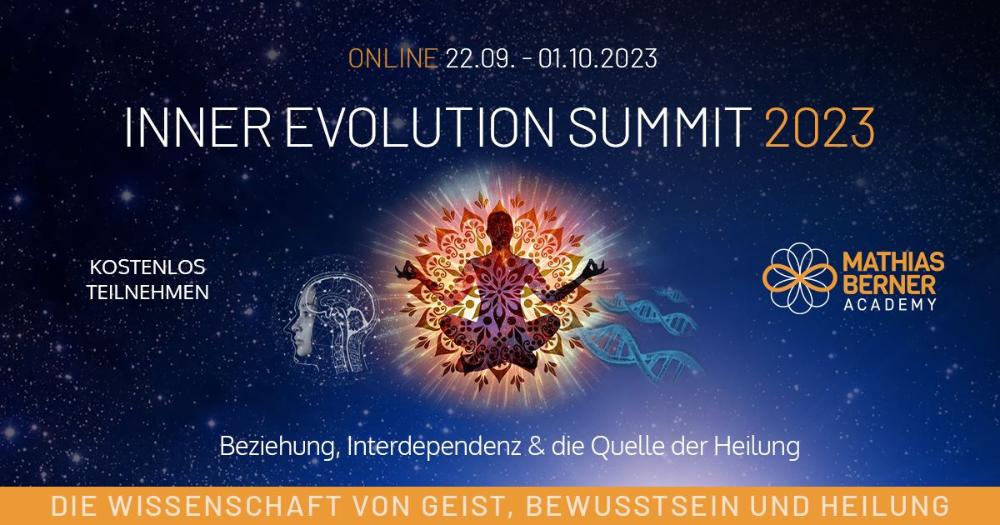 ONLINE 22.09. - 01.10.2023
INNER EVOLUTION SUMMIT 2023
KOSTENLOS
TEILNEHMEN
MATHIAS
BERNER
ACADEMY
Beziehung, Interdependenz & die Quelle der Heilung
DIE WISSENSCHAFT VON GEIST, BEWUSSTSEIN UND HEILUNG